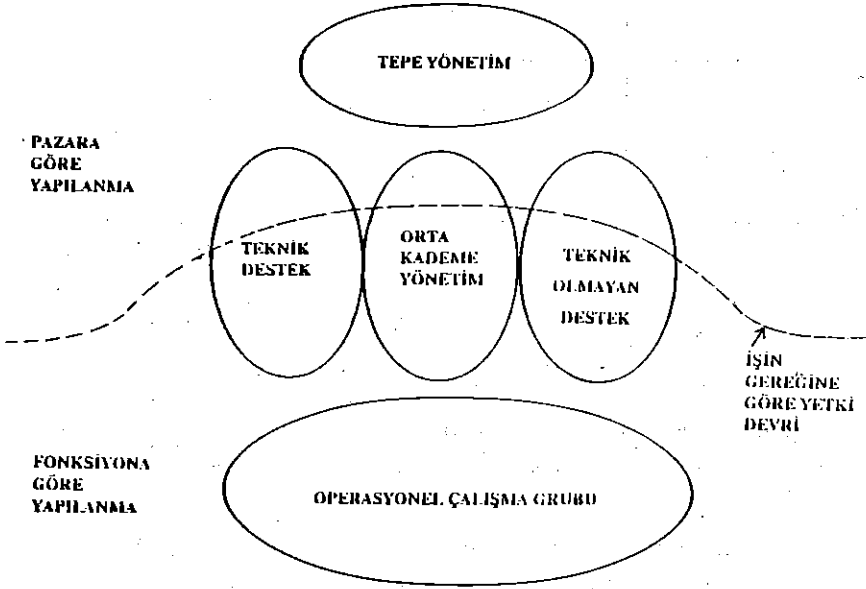 TEPE YÖNETİM
PAZARA
GÖRE
YAPILANMA
TEKNİK
DESTEK
ORTA
KADEME
YÖNETİM
TEKNİK
OLMAYAN
DESTEK
İŞİN
GEREĞİNE
GÖRE YETKİ
DEVRİ
FONKSİYONA
GÖRE
YAPILANMA
OPERASYONEL ÇALIŞMA GRUBU